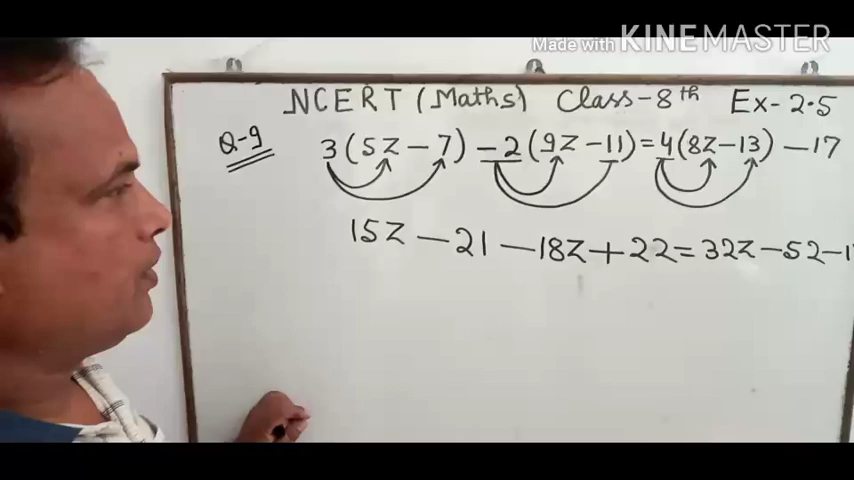 Made with KINEMASTER
NCERT (Maths) Class-8th Ex-2.5
Q-9 3(5z-7)-2(9z-11)=4(8z-13)-17
15z-21-18z+22=32z-52-1